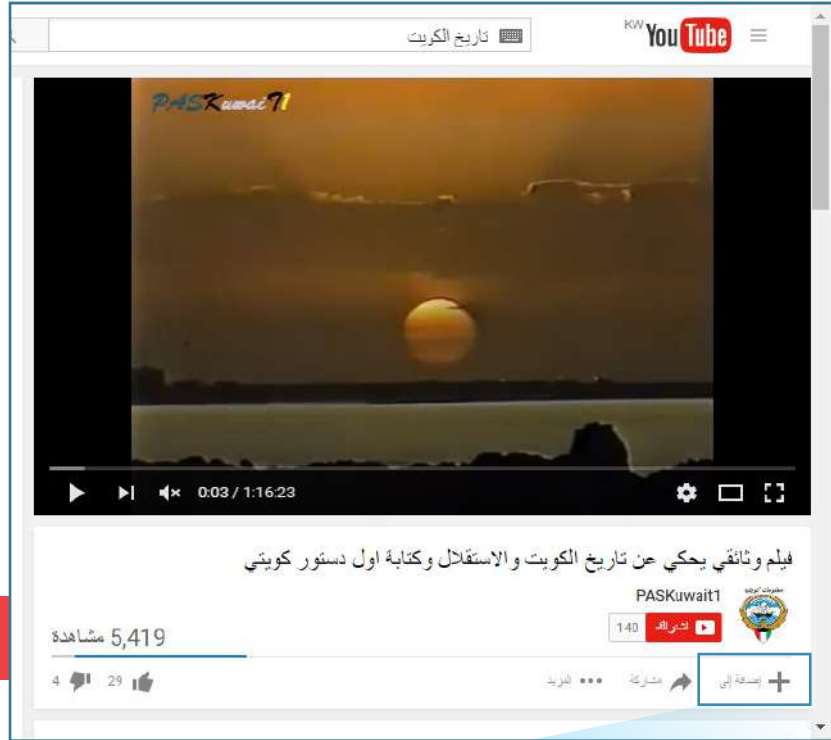 YouTube KW
تاريخ الكويت
PASKuwaiT1
0:03 / 1:16:23
فيلم وثائقي يحكي عن تاريخ الكويت والاستقلال وكتابة اول دستور كويتي
PASKuwait1
اشتراك 140
5,419 مشاهدة
إضافة إلى مشاركة المزيد 29 4